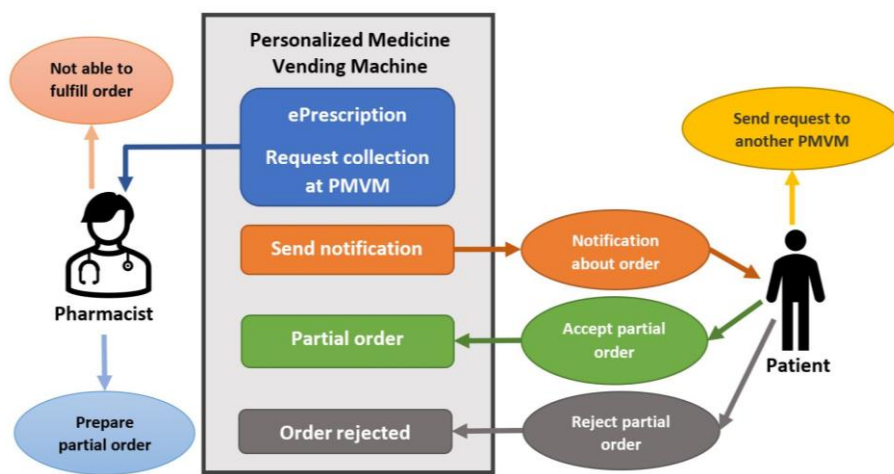 Personalized Medicine
Vending Machine
Not able to
fulfill order
ePrescription
Request collection
at PMVM
Send request to
another PMVM
Send notification
Notification
about order
Pharmacist
Partial order
Accept partial
order
Patient
Prepare
partial order
Order rejected
Reject partial
order